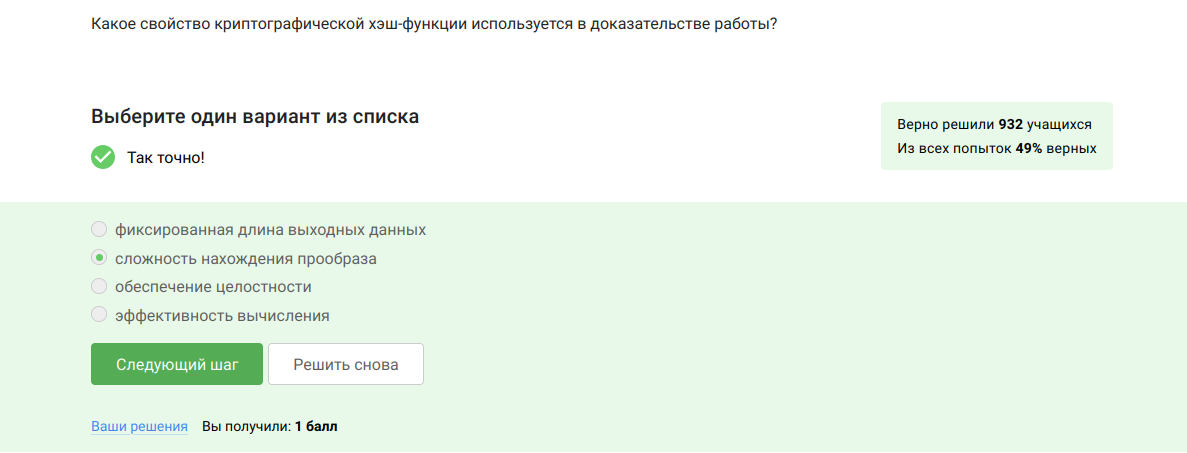 Какое свойство криптографической хэш-функции используется в доказательстве работы?
Выберите один вариант из списка
Так точно!
Верно решили 932 учащихся
Из всех попыток 49% верных
фиксированная длина выходных данных
сложность нахождения прообраза
обеспечение целостности
эффективность вычисления
Следующий шаг Решить снова
Ваши решения Вы получили: 1 балл